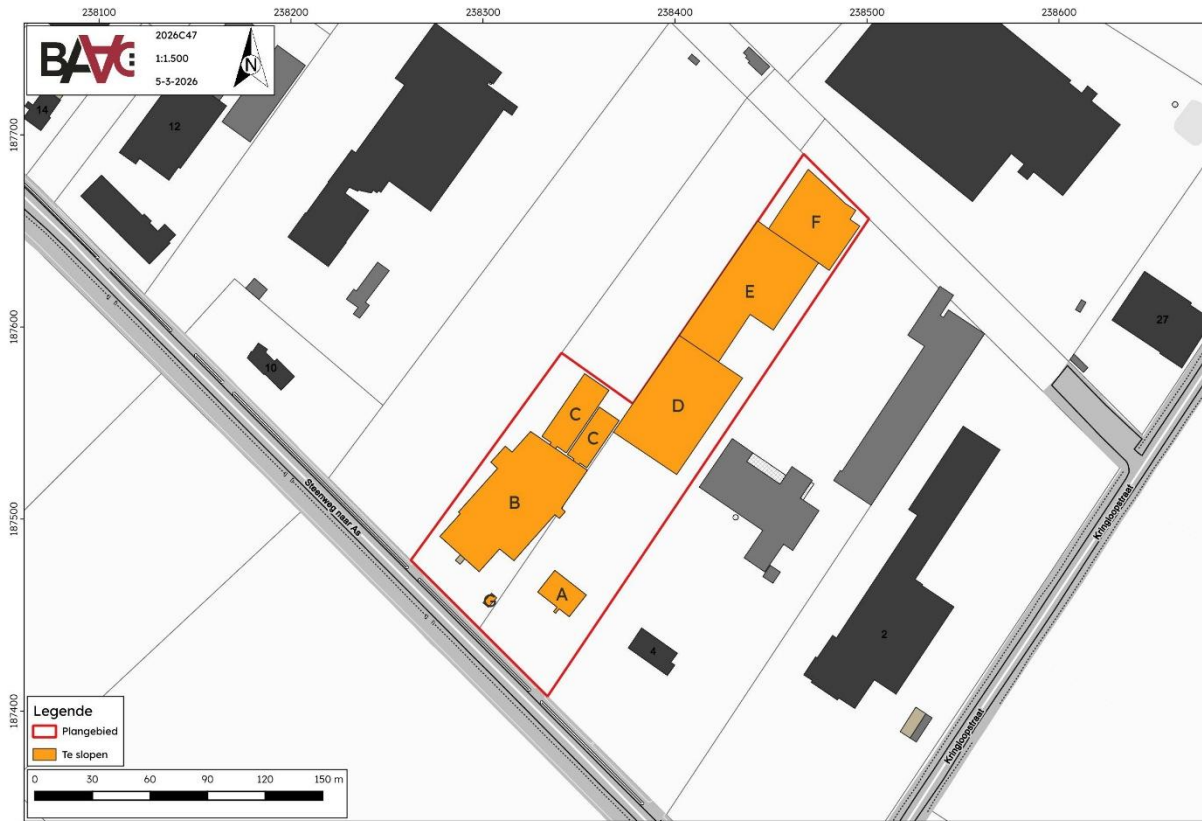 238100 238200 238300 238400 238500 238600
BAAC
2026C47
1:1.500
5-3-2026
N
187700
187600
187500
187400
14
12
10
F
E
D
C
C
B
A
G
27
4
2
Steenweg naar As
Kringloopstraat
Kringloopstraat
Legende
Plangebied
Te slopen
0 30 60 90 120 150 m